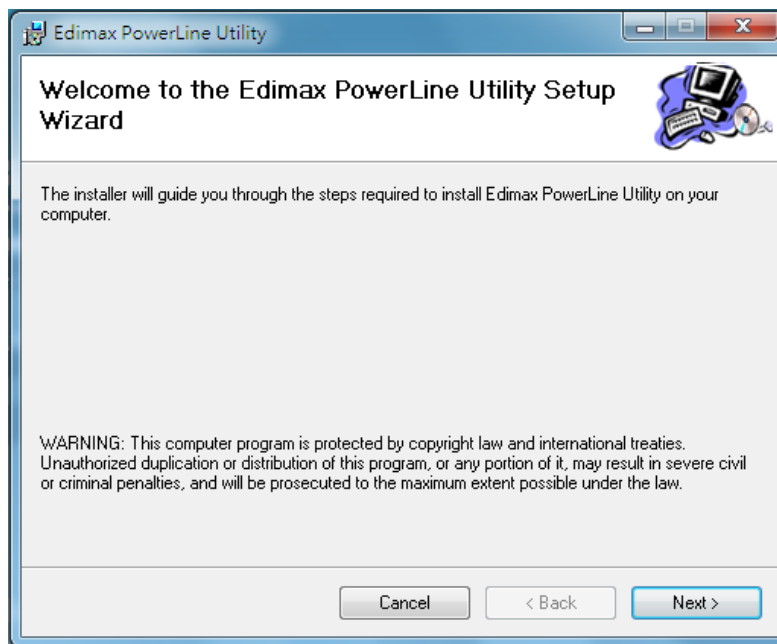 Edimax PowerLine Utility
Welcome to the Edimax PowerLine Utility Setup
Wizard
The installer will guide you through the steps required to install Edimax PowerLine Utility on your
computer.
WARNING: This computer program is protected by copyright law and international treaties.
Unauthorized duplication or distribution of this program, or any portion of it, may result in severe civil
or criminal penalties, and will be prosecuted to the maximum extent possible under the law.
Cancel
< Back
Next >